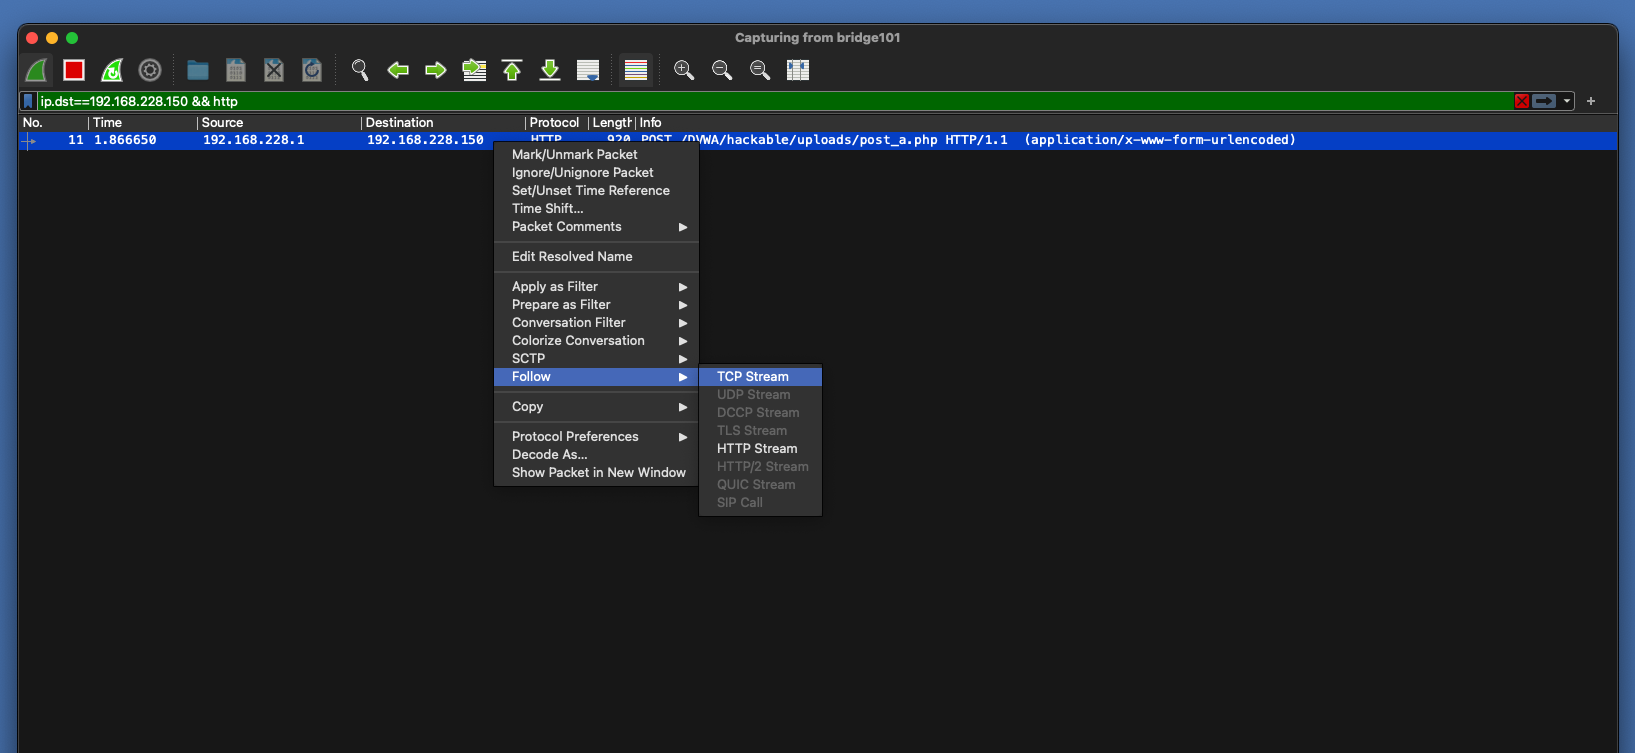 Capturing from bridge101
ip.dst==192.168.228.150 && http
No. Time Source Destination Protocol Length Info
11 1.866650 192.168.228.1 192.168.228.150 HTTP 920 POST /DVWA/hackable/uploads/post_a.php HTTP/1.1 (application/x-www-form-urlencoded)
Mark/Unmark Packet
Ignore/Unignore Packet
Set/Unset Time Reference
Time Shift...
Packet Comments
Edit Resolved Name
Apply as Filter
Prepare as Filter
Conversation Filter
Colorize Conversation
SCTP
Follow
Copy
Protocol Preferences
Decode As...
Show Packet in New Window
TCP Stream
UDP Stream
DCCP Stream
TLS Stream
HTTP Stream
HTTP/2 Stream
QUIC Stream
SIP Call